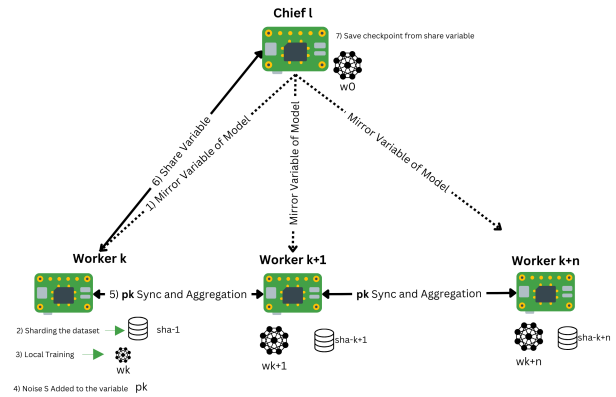 Chief l
7) Save checkpoint from share variable
w0
6) Share Variable
1) Mirror Variable of Model
Mirror Variable of Model
Mirror Variable of Model
Worker k
Worker k+1
Worker k+n
5) pk Sync and Aggregation
pk Sync and Aggregation
2) Sharding the dataset
sha-1
3) Local Training
wk
4) Noise S Added to the variable pk
wk+1
sha-k+1
wk+n
sha-k+n